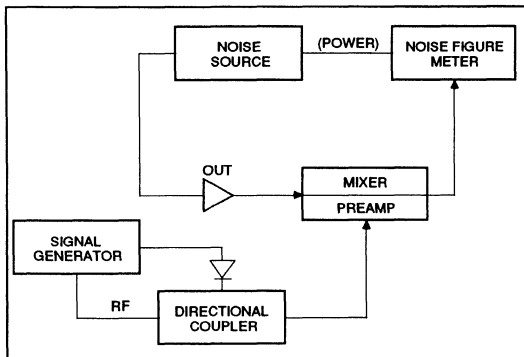 NOISE
SOURCE
(POWER)
NOISE FIGURE
METER
OUT
MIXER
PREAMP
SIGNAL
GENERATOR
RF
DIRECTIONAL
COUPLER